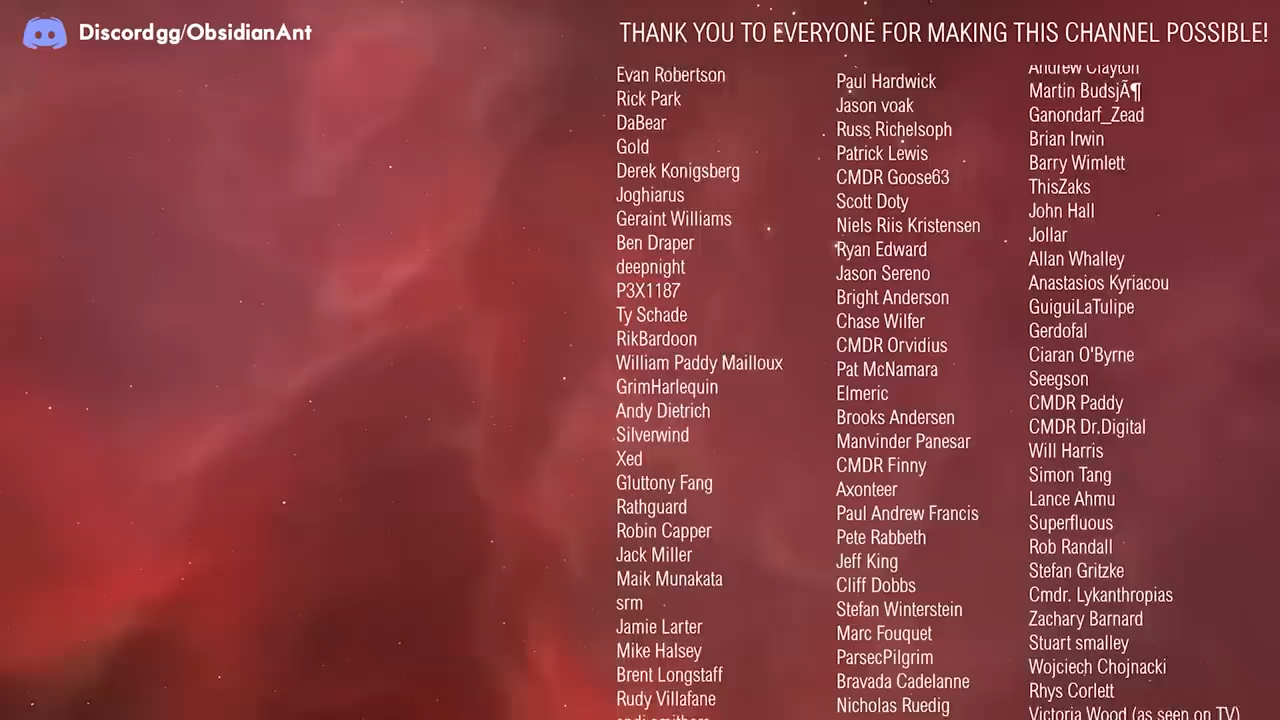 Discordgg/ObsidianAnt
THANK YOU TO EVERYONE FOR MAKING THIS CHANNEL POSSIBLE!
Evan Robertson
Rick Park
DaBear
Gold
Derek Konigsberg
Joghiarus
Geraint Williams
Ben Draper
deepnight
P3X1187
Ty Schade
RikBardoon
William Paddy Mailloux
GrimHarlequin
Andy Dietrich
Silverwind
Xed
Gluttony Fang
Rathguard
Robin Capper
Jack Miller
Maik Munakata
srm
Jamie Larter
Mike Halsey
Brent Longstaff
Rudy Villafane
Paul Hardwick
Jason voak
Russ Richelsoph
Patrick Lewis
CMDR Goose63
Scott Doty
Niels Riis Kristensen
Ryan Edward
Jason Sereno
Bright Anderson
Chase Wilfer
CMDR Orvidius
Pat McNamara
Elmeric
Brooks Andersen
Manvinder Panesar
CMDR Finny
Axonteer
Paul Andrew Francis
Pete Rabbeth
Jeff King
Cliff Dobbs
Stefan Winterstein
Marc Fouquet
ParsecPilgrim
Bravada Cadelanne
Nicholas Ruedig
Andrew Clayton
Martin BudsjÃ¶
Ganondarf_Zead
Brian Irwin
Barry Wimlett
ThisZaks
John Hall
Jollar
Allan Whalley
Anastasios Kyriacou
GuiguiLaTulipe
Gerdofal
Ciaran O'Byrne
Seegson
CMDR Paddy
CMDR Dr.Digital
Will Harris
Simon Tang
Lance Ahmu
Superfluous
Rob Randall
Stefan Gritzke
Cmdr. Lykanthropias
Zachary Barnard
Stuart smalley
Wojciech Chojnacki
Rhys Corlett
Victoria Wood (as seen on TV)